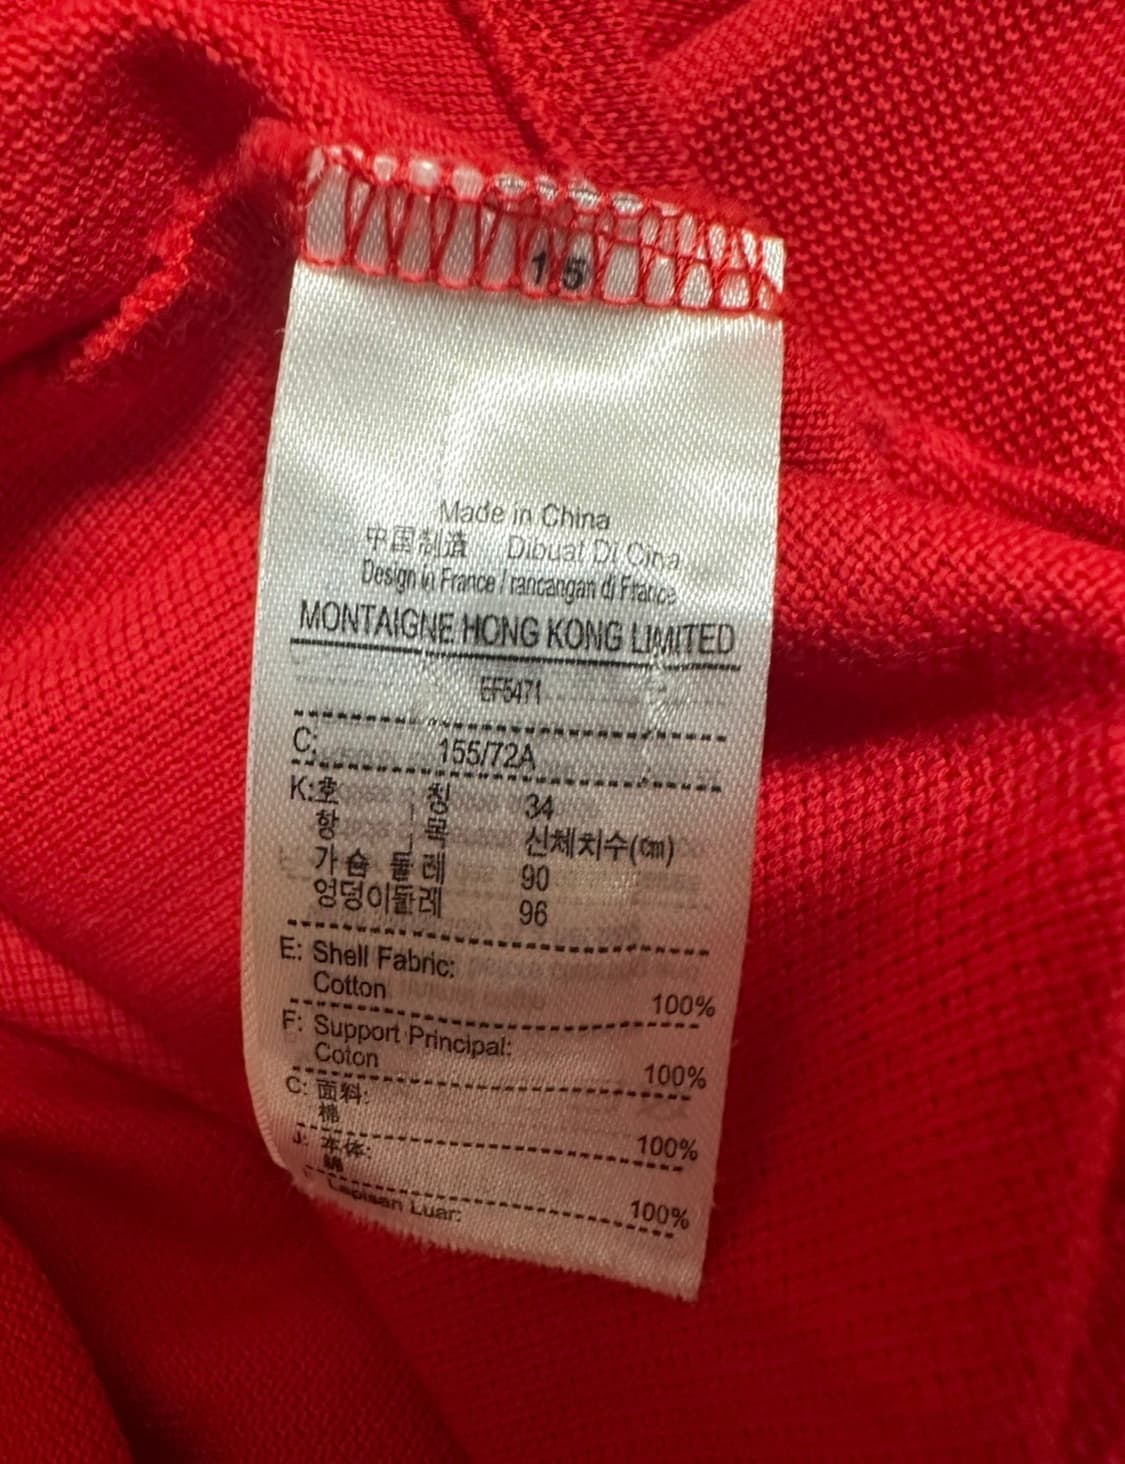 15
Made in China
中国制造 Dibuat Di Cina
Design in France / rancangan di France
MONTAIGNE HONG KONG LIMITED
EF5471
C: 155/72A
K:호 칭 34
항 목 신체치수(cm)
가슴 둘레 90
엉덩이둘레 96
E: Shell Fabric:
Cotton 100%
F: Support Principal:
Coton 100%
C: 面料:
棉 100%
J: 本体:
綿 100%
Lapisan Luar: